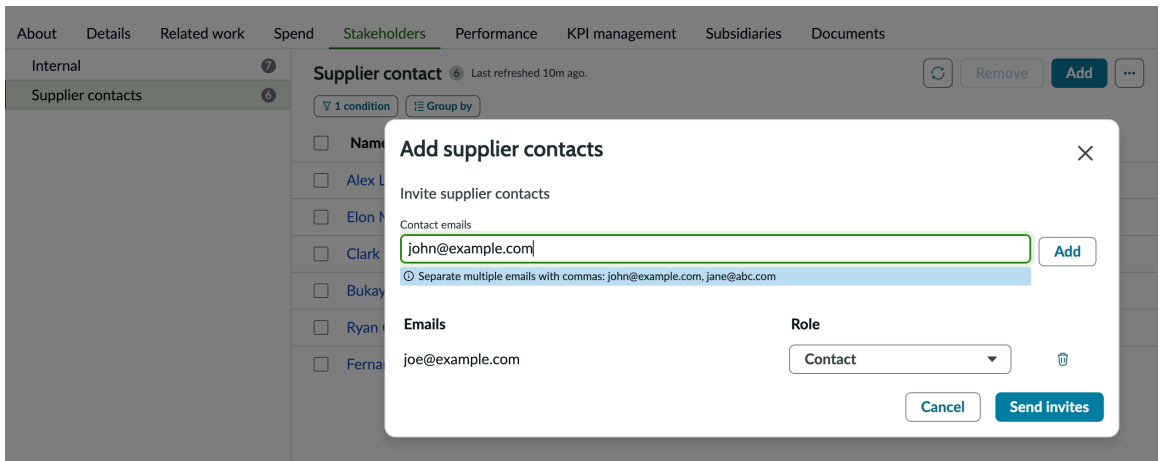 About Details Related work Spend Stakeholders Performance KPI management Subsidiaries Documents
Internal 7
Supplier contacts 6
Supplier contact 6 Last refreshed 10m ago.
Remove Add ...
1 condition Group by
Name
Alex L
Elon
Clark
Bukay
Ryan
Ferna
Add supplier contacts
Invite supplier contacts
Contact emails
john@example.com
Add
Separate multiple emails with commas: john@example.com, jane@abc.com
Emails Role
joe@example.com Contact
Cancel Send invites